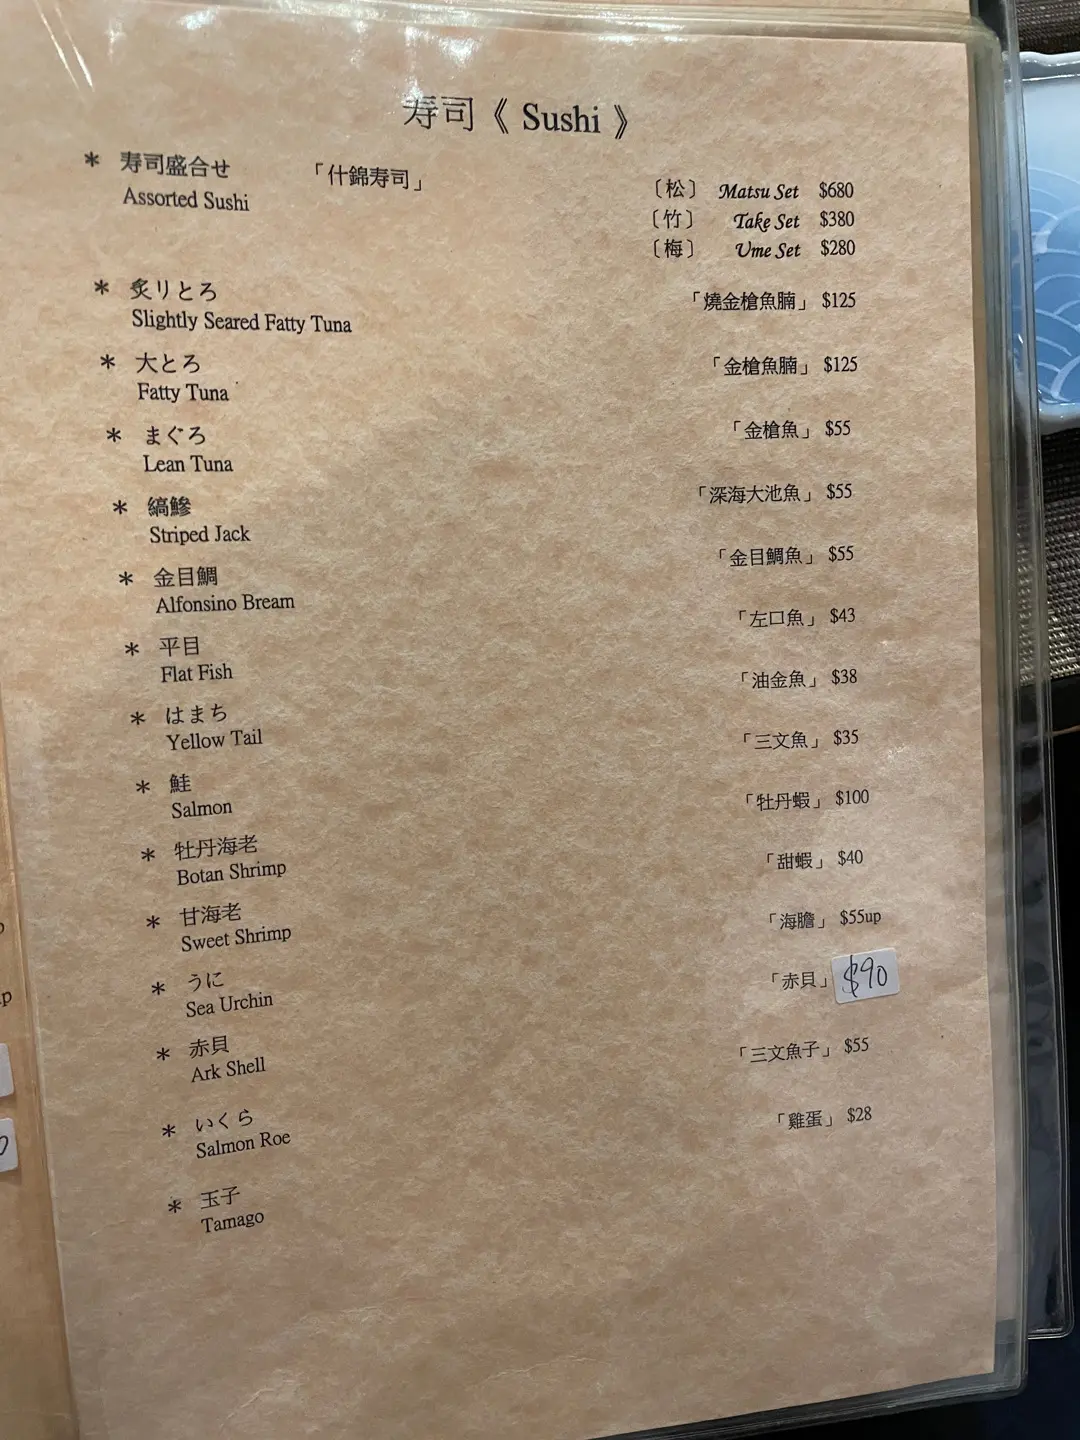 寿司《 Sushi 》
* 寿司盛合せ 「什錦寿司」
Assorted Sushi
〔松〕 Matsu Set $680
〔竹〕 Take Set $380
〔梅〕 Ume Set $280
* 炙りとろ 「燒金槍魚腩」 $125
Slightly Seared Fatty Tuna
* 大とろ 「金槍魚腩」 $125
Fatty Tuna
* まぐろ 「金槍魚」 $55
Lean Tuna
* 縞鰺 「深海大池魚」 $55
Striped Jack
* 金目鯛 「金目鯛魚」 $55
Alfonsino Bream
* 平目 「左口魚」 $43
Flat Fish
* はまち 「油金魚」 $38
Yellow Tail
* 鮭 「三文魚」 $35
Salmon
* 牡丹海老 「牡丹蝦」 $100
Botan Shrimp
* 甘海老 「甜蝦」 $40
Sweet Shrimp
* うに 「海膽」 $55up
Sea Urchin
* 赤貝 「赤貝」 $90
Ark Shell
* いくら 「三文魚子」 $55
Salmon Roe
* 玉子 「雞蛋」 $28
Tamago